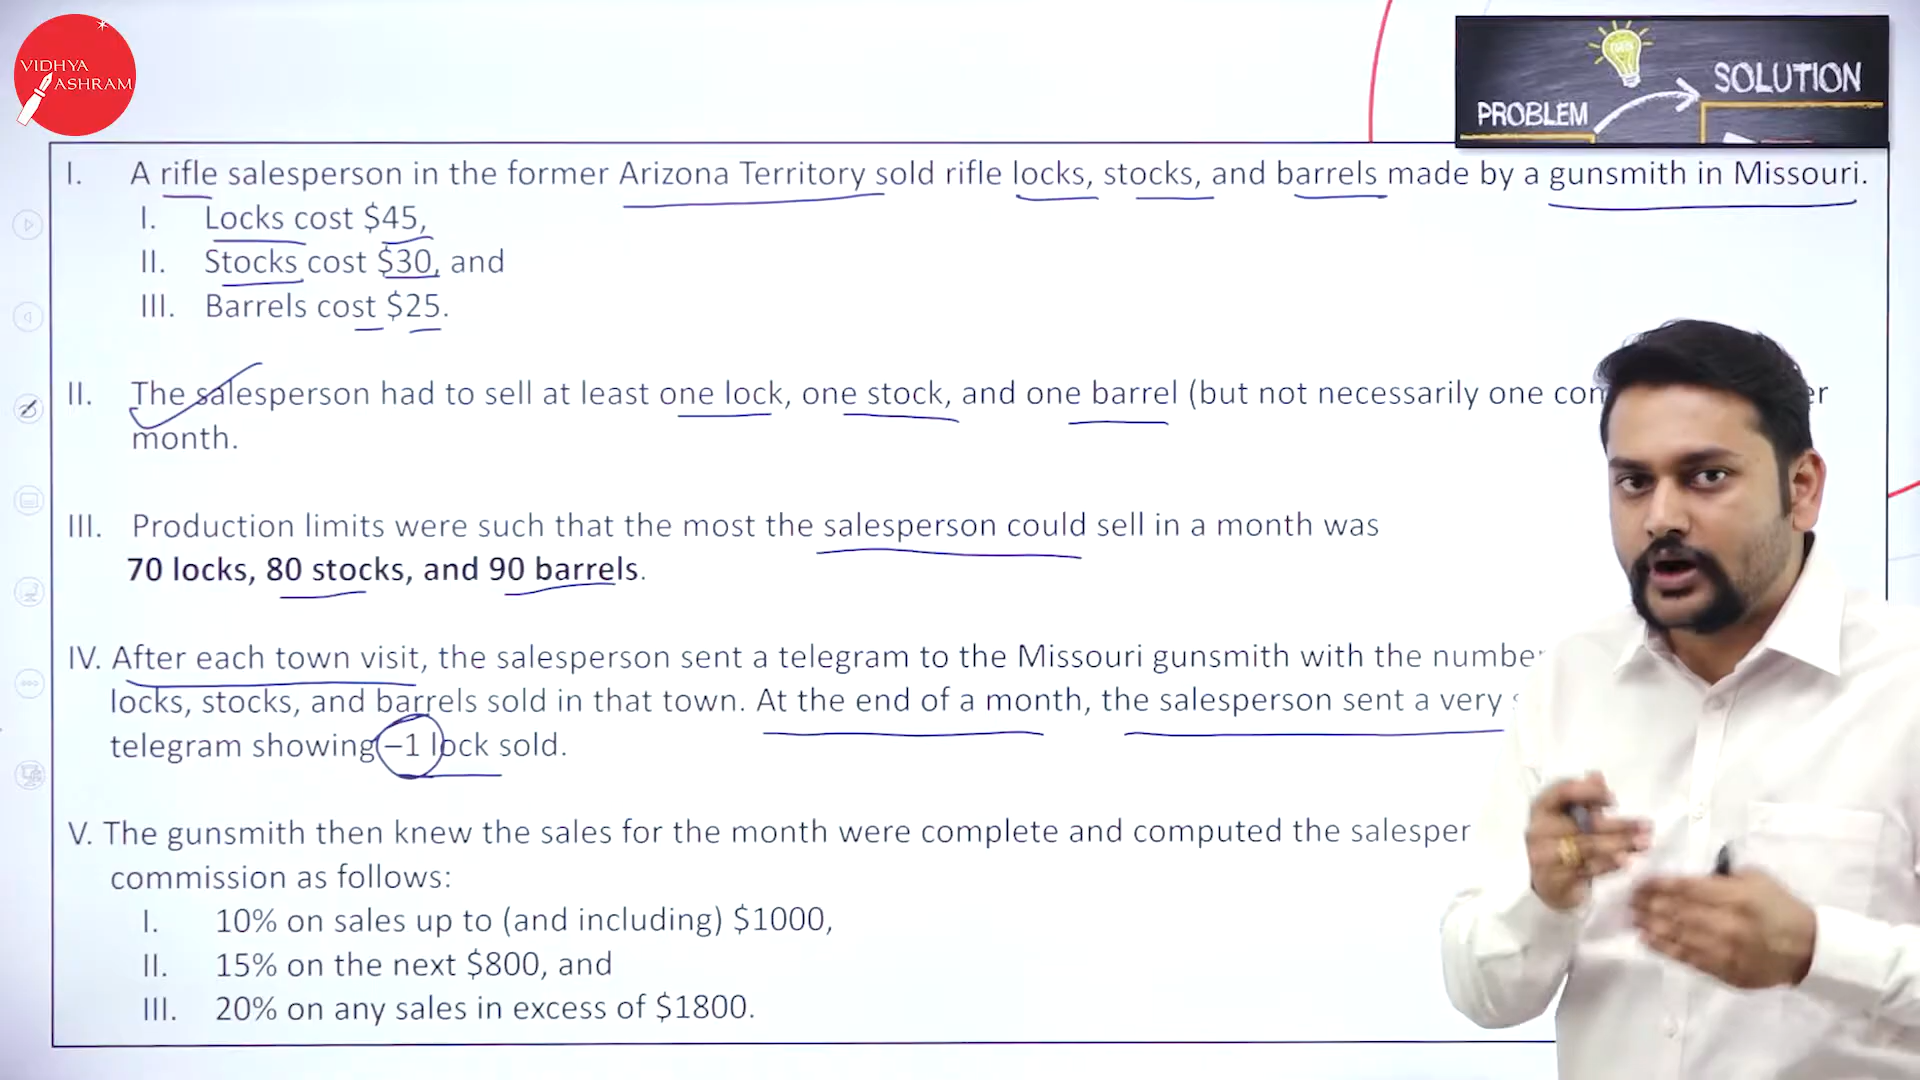 VIDHYA
ASHRAM
PROBLEM
SOLUTION
I. A rifle salesperson in the former Arizona Territory sold rifle locks, stocks, and barrels made by a gunsmith in Missouri.
I. Locks cost $45,
II. Stocks cost $30, and
III. Barrels cost $25.
II. The salesperson had to sell at least one lock, one stock, and one barrel (but not necessarily one
month.
III. Production limits were such that the most the salesperson could sell in a month was
70 locks, 80 stocks, and 90 barrels.
IV. After each town visit, the salesperson sent a telegram to the Missouri gunsmith with the number
locks, stocks, and barrels sold in that town. At the end of a month, the salesperson sent a very
telegram showing –1 lock sold.
V. The gunsmith then knew the sales for the month were complete and computed the
commission as follows:
I. 10% on sales up to (and including) $1000,
II. 15% on the next $800, and
III. 20% on any sales in excess of $1800.